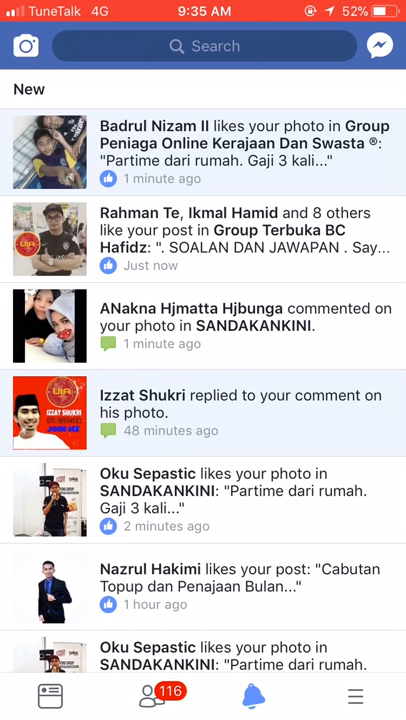 TuneTalk 4G 9:35 AM 52%
Search
New
Badrul Nizam II likes your photo in Group
Peniaga Online Kerajaan Dan Swasta ®:
"Partime dari rumah. Gaji 3 kali..."
1 minute ago
Rahman Te, Ikmal Hamid and 8 others
like your post in Group Terbuka BC
Hafidz: ". SOALAN DAN JAWAPAN . Say...
Just now
UIA
ANakna Hjmatta Hjbunga commented on
your photo in SANDAKANKINI.
1 minute ago
UIA
IZZAT SHUKRI
JOHN MZ
Izzat Shukri replied to your comment on
his photo.
48 minutes ago
Oku Sepastic likes your photo in
SANDAKANKINI: "Partime dari rumah.
Gaji 3 kali..."
2 minutes ago
Nazrul Hakimi likes your post: "Cabutan
Topup dan Penajaan Bulan..."
1 hour ago
Oku Sepastic likes your photo in
SANDAKANKINI: "Partime dari rumah.
116